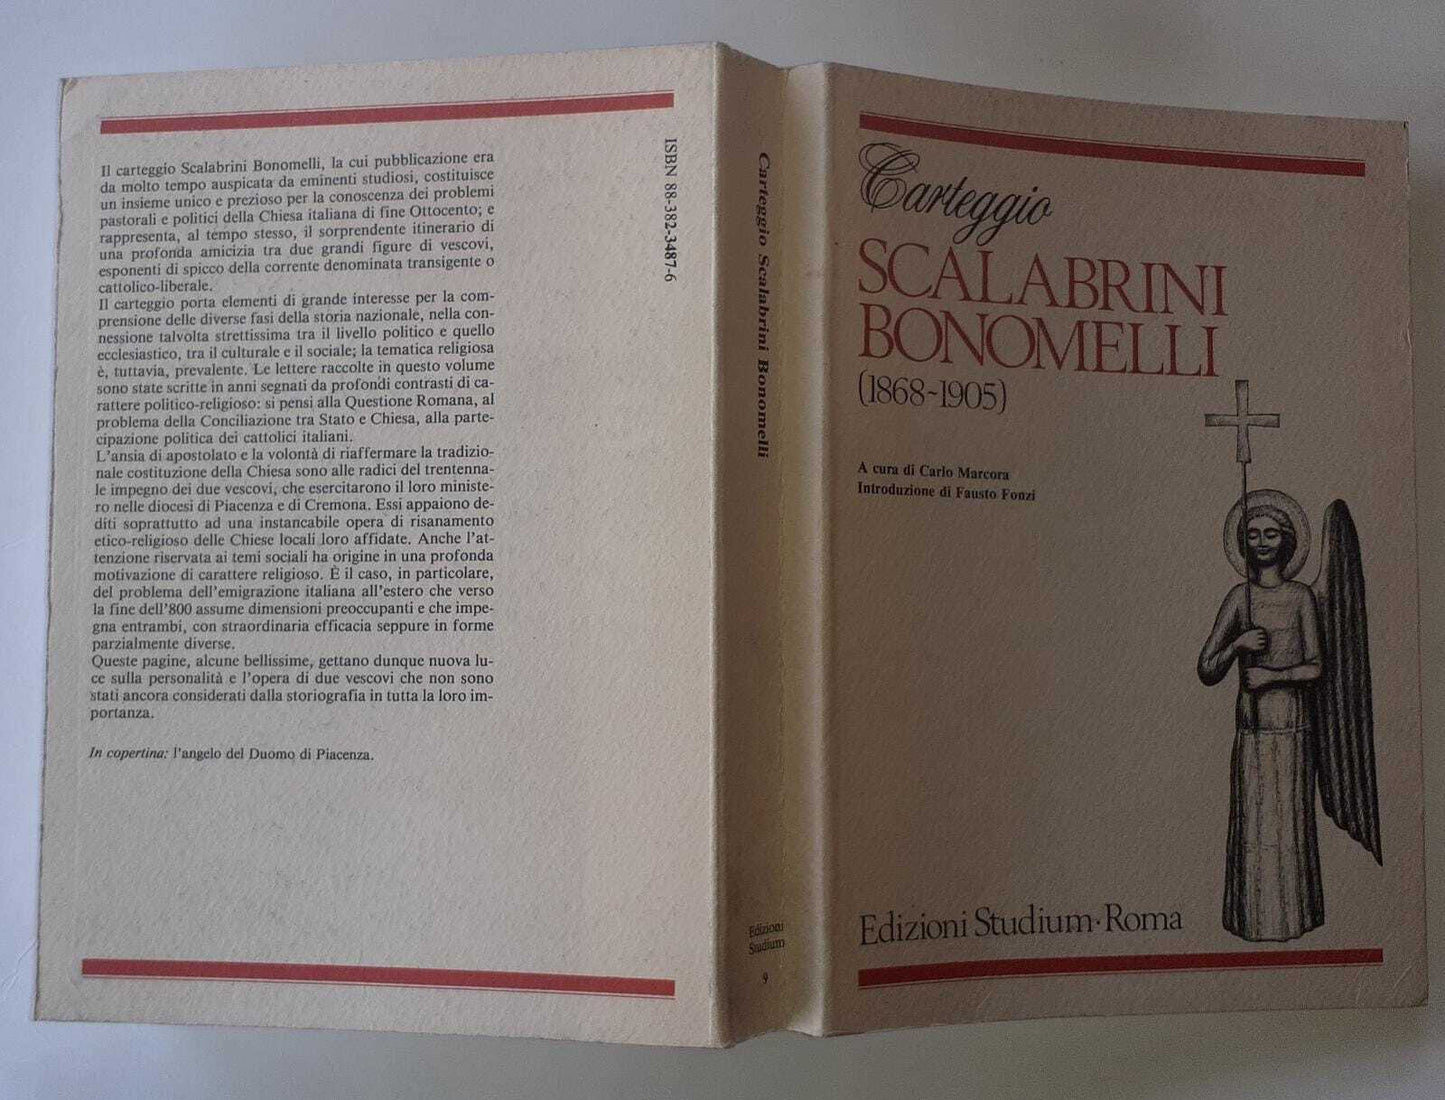 Il carteggio Scalabrini Bonomelli, la cui pubblicazione era
da molto tempo auspicata da eminenti studiosi, costituisce
un insieme unico e prezioso per la conoscenza dei problemi
pastorali e politici della Chiesa italiana di fine Ottocento; e
rappresenta, al tempo stesso, il sorprendente itinerario di
una profonda amicizia tra due grandi figure di vescovi,
esponenti di spicco della corrente denominata transigente o
cattolico-liberale.
Il carteggio porta elementi di grande interesse per la com-
prensione delle diverse fasi della storia nazionale, nella con-
nessione talvolta strettissima tra il livello politico e quello
ecclesiastico, tra il culturale e il sociale; la tematica religiosa
è, tuttavia, prevalente. Le lettere raccolte in questo volume
sono state scritte in anni segnati da profondi contrasti di ca-
rattere politico-religioso: si pensi alla Questione Romana, al
problema della Conciliazione tra Stato e Chiesa, alla parte-
cipazione politica dei cattolici italiani.
L'ansia di apostolato e la volontà di riaffermare la tradizio-
nale costituzione della Chiesa sono alle radici del trentenna-
le impegno dei due vescovi, che esercitarono il loro ministe-
ro nelle diocesi di Piacenza e di Cremona. Essi appaiono de-
diti soprattutto ad una instancabile opera di risanamento
etico-religioso delle Chiese locali loro affidate. Anche l'at-
tenzione riservata ai temi sociali ha origine in una profonda
motivazione di carattere religioso. È il caso, in particolare,
del problema dell'emigrazione italiana all'estero che verso
la fine dell'800 assume dimensioni preoccupanti e che impe-
gna entrambi, con straordinaria efficacia seppure in forme
parzialmente diverse.
Queste pagine, alcune bellissime, gettano dunque nuova lu-
ce sulla personalità e l'opera di due vescovi che non sono
stati ancora considerati dalla storiografia in tutta la loro im-
portanza.
In copertina: l'angelo del Duomo di Piacenza.
ISBN 88-382-3487-6
Carteggio Scalabrini Bonomelli
Edizioni
Studium
9
Carteggio
SCALABRINI
BONOMELLI
(1868-1905)
A cura di Carlo Marcora
Introduzione di Fausto Fonzi
Edizioni Studium·Roma